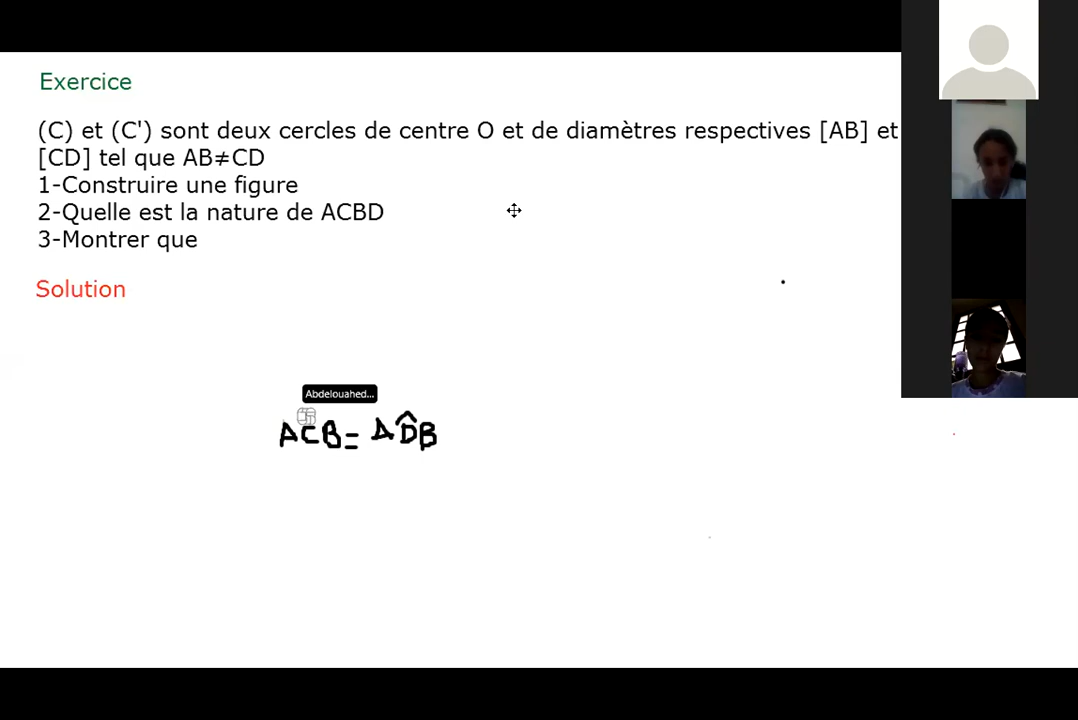 Exercice
(C) et (C') sont deux cercles de centre O et de diamètres respectives [AB] et
[CD] tel que AB≠CD
1-Construire une figure
2-Quelle est la nature de ACBD
3-Montrer que
Solution
Abdelouahed...
ACB = AD̂B